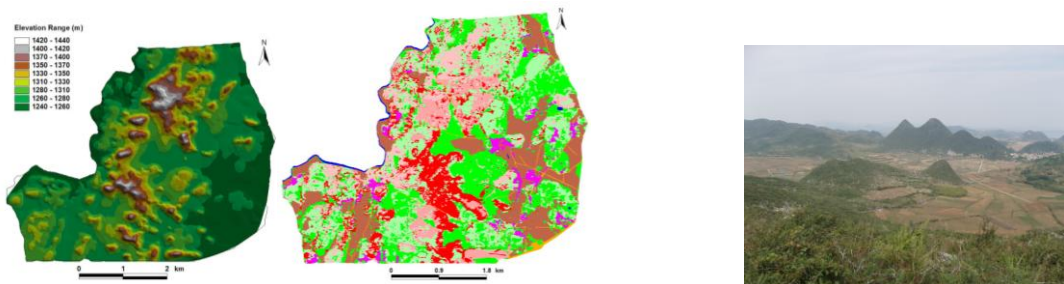 Elevation Range (m)
1420 - 1440
1400 - 1420
1370 - 1400
1350 - 1370
1330 - 1350
1310 - 1330
1280 - 1310
1260 - 1280
1240 - 1260
N
0 1 2 km
N
0 0.9 1.8 km